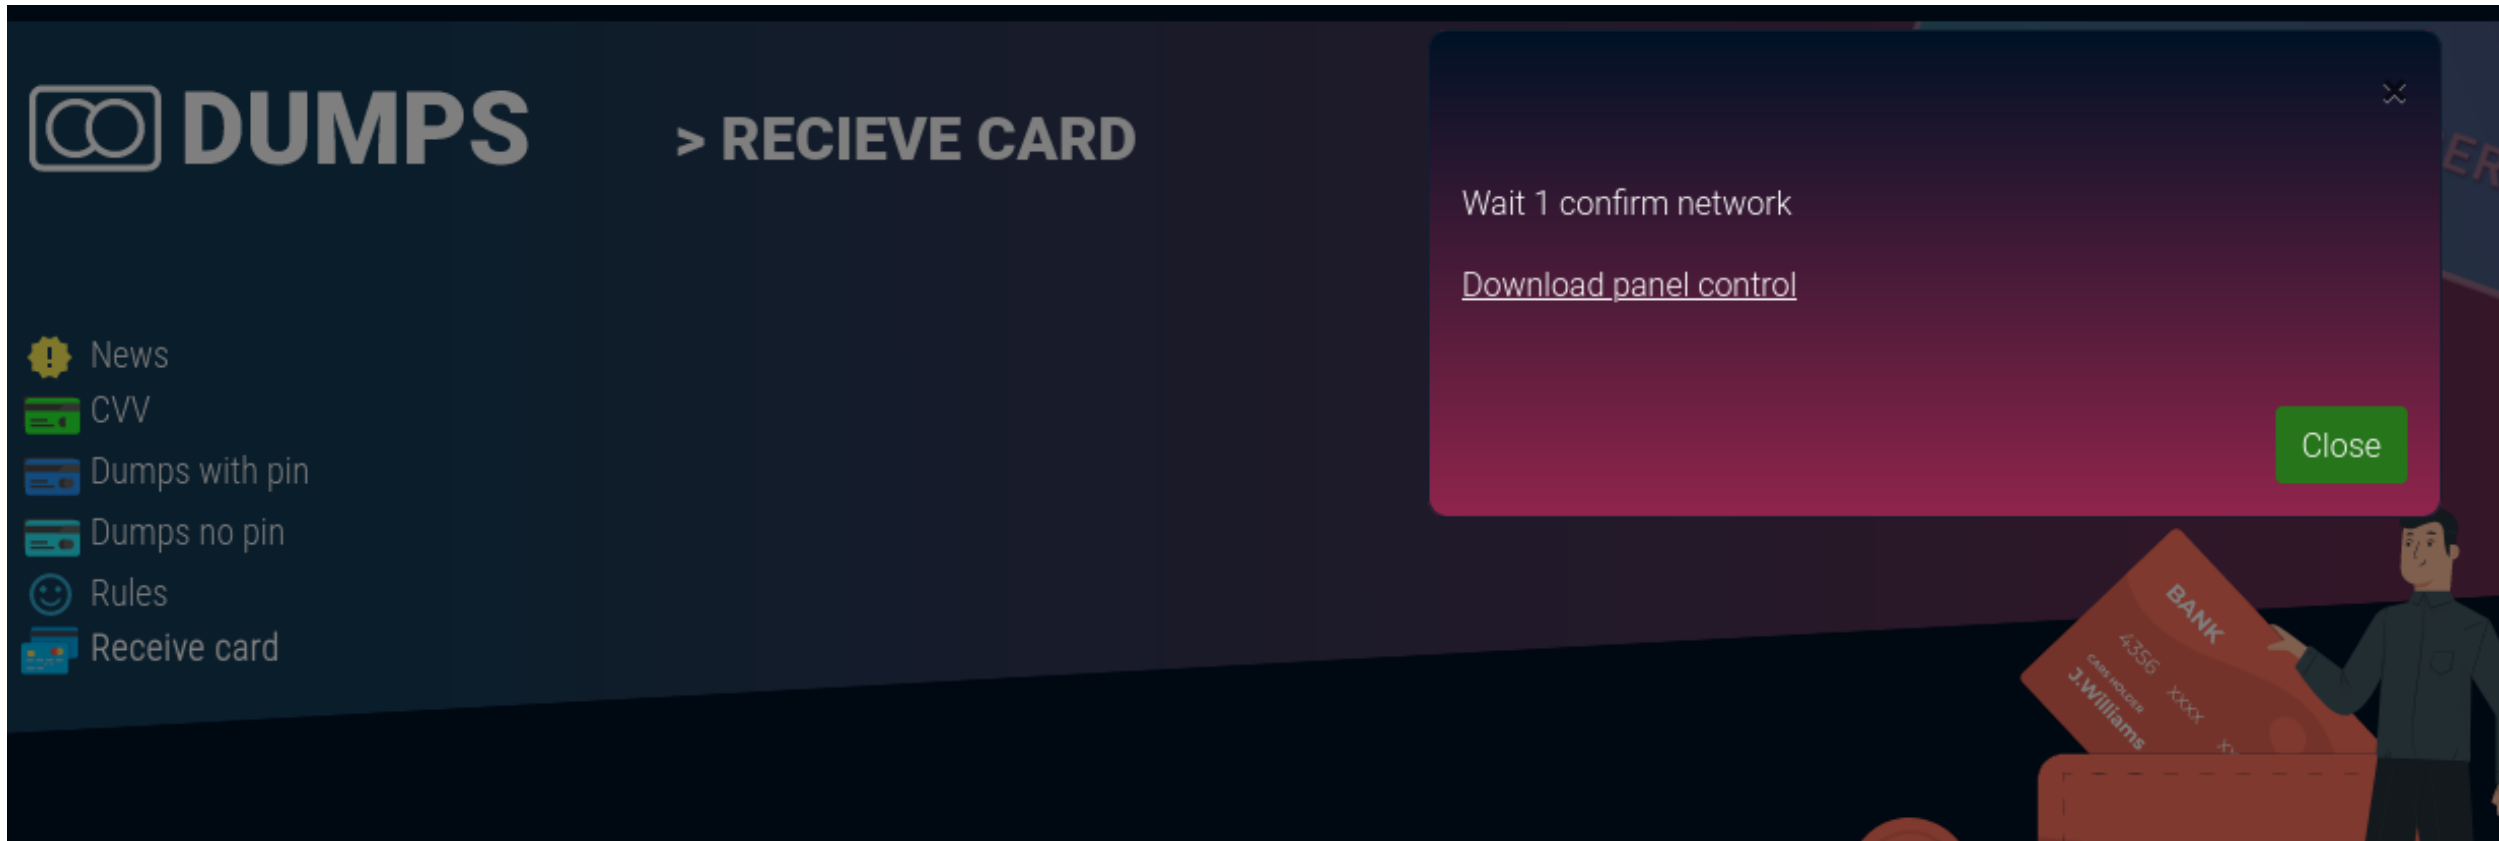 DUMPS
> RECIEVE CARD
Wait 1 confirm network
Download panel control
Close
News
CVV
Dumps with pin
Dumps no pin
Rules
Receive card
BANK
4356 XXXX
CARS HOLDER
J.Williams